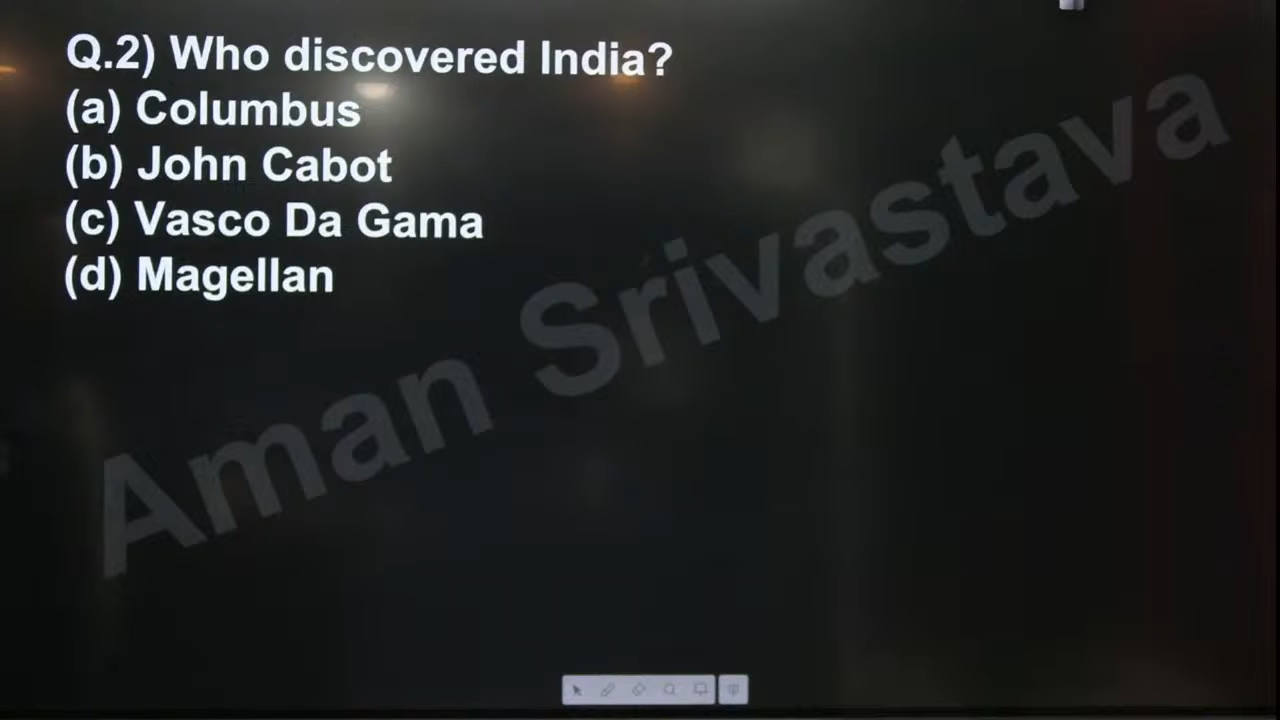 Q.2) Who discovered India?
(a) Columbus
(b) John Cabot
(c) Vasco Da Gama
(d) Magellan
Aman Srivastava